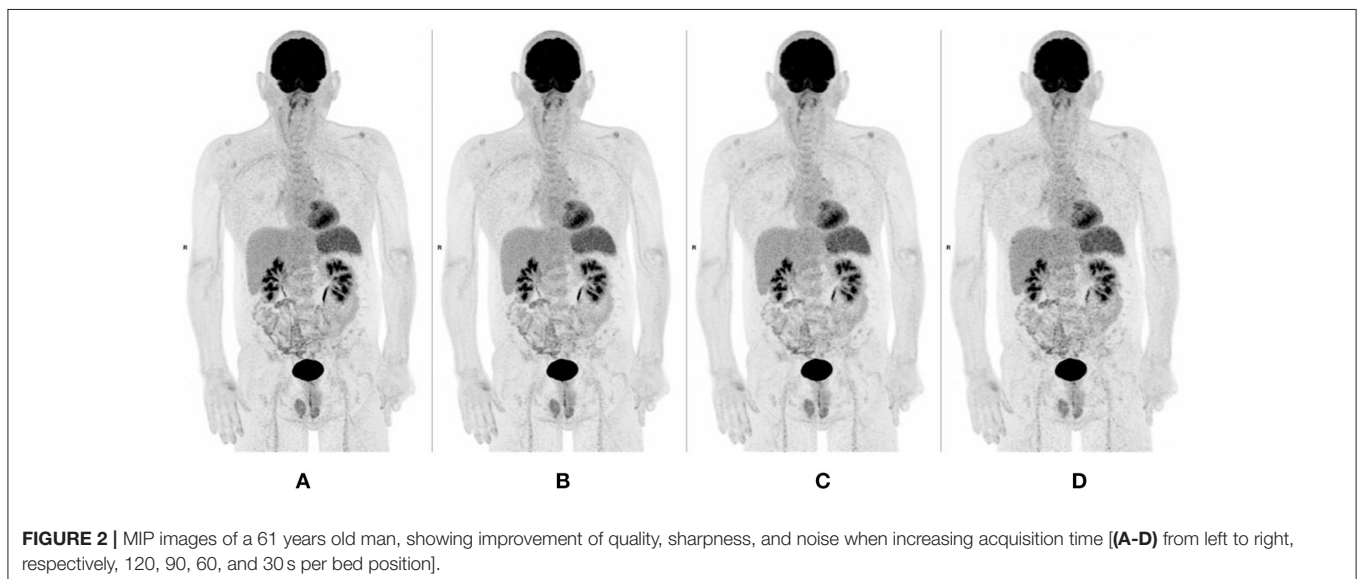 R
R
R
R
A
B
C
D
FIGURE 2 | MIP images of a 61 years old man, showing improvement of quality, sharpness, and noise when increasing acquisition time [(A-D) from left to right,
respectively, 120, 90, 60, and 30 s per bed position].